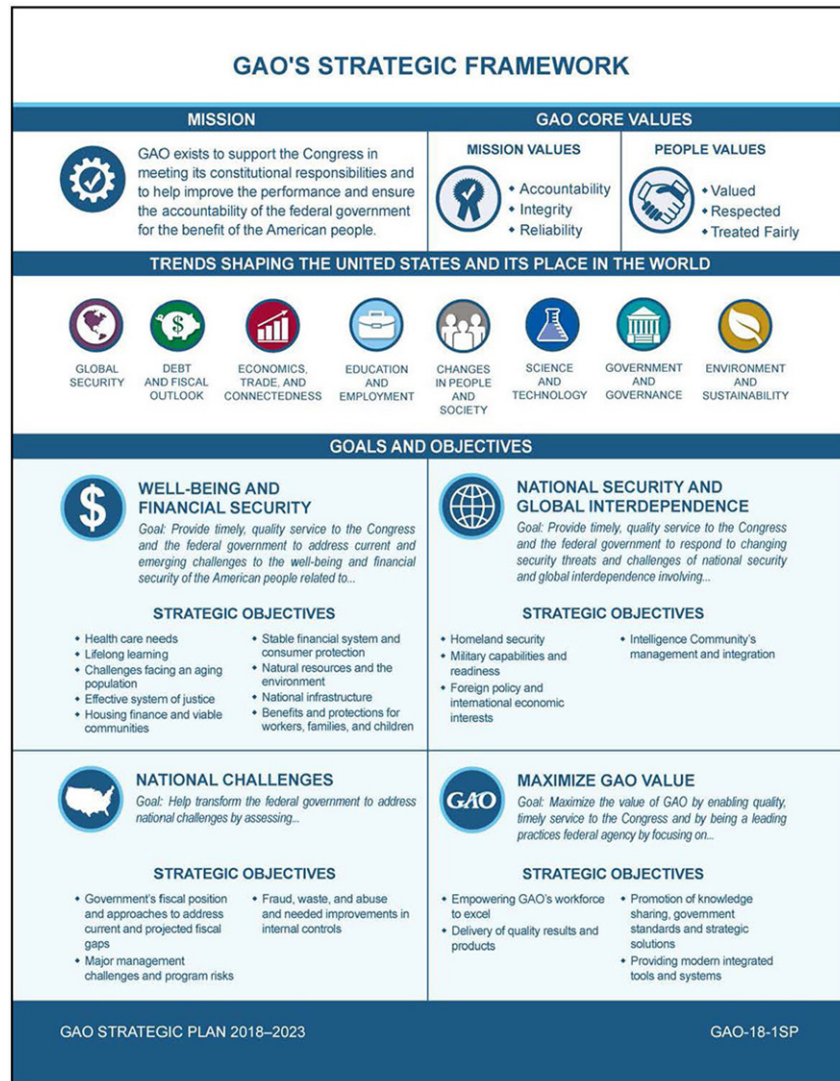 GAO'S STRATEGIC FRAMEWORK
MISSION
GAO exists to support the Congress in
meeting its constitutional responsibilities and
to help improve the performance and ensure
the accountability of the federal government
for the benefit of the American people.
GAO CORE VALUES
MISSION VALUES
Accountability
Integrity
Reliability
PEOPLE VALUES
Valued
Respected
Treated Fairly
TRENDS SHAPING THE UNITED STATES AND ITS PLACE IN THE WORLD
GLOBAL
SECURITY
DEBT
AND FISCAL
OUTLOOK
ECONOMICS,
TRADE, AND
CONNECTEDNESS
EDUCATION
AND
EMPLOYMENT
CHANGES
IN PEOPLE
AND
SOCIETY
SCIENCE
AND
TECHNOLOGY
GOVERNMENT
AND
GOVERNANCE
ENVIRONMENT
AND
SUSTAINABILITY
GOALS AND OBJECTIVES
$
WELL-BEING AND
FINANCIAL SECURITY
Goal: Provide timely, quality service to the Congress
and the federal government to address current and
emerging challenges to the well-being and financial
security of the American people related to...
STRATEGIC OBJECTIVES
Health care needs
Lifelong learning
Challenges facing an aging
population
Effective system of justice
Housing finance and viable
communities
Stable financial system and
consumer protection
Natural resources and the
environment
National infrastructure
Benefits and protections for
workers, families, and children
NATIONAL SECURITY AND
GLOBAL INTERDEPENDENCE
Goal: Provide timely, quality service to the Congress
and the federal government to respond to changing
security threats and challenges of national security
and global interdependence involving...
STRATEGIC OBJECTIVES
Homeland security
Military capabilities and
readiness
Foreign policy and
international economic
interests
Intelligence Community's
management and integration
NATIONAL CHALLENGES
Goal: Help transform the federal government to address
national challenges by assessing...
STRATEGIC OBJECTIVES
Government's fiscal position
and approaches to address
current and projected fiscal
gaps
Major management
challenges and program risks
Fraud, waste, and abuse
and needed improvements in
internal controls
GAO
MAXIMIZE GAO VALUE
Goal: Maximize the value of GAO by enabling quality,
timely service to the Congress and by being a leading
practices federal agency by focusing on...
STRATEGIC OBJECTIVES
Empowering GAO's workforce
to excel
Delivery of quality results and
products
Promotion of knowledge
sharing, government
standards and strategic
solutions
Providing modern integrated
tools and systems
GAO STRATEGIC PLAN 2018–2023
GAO-18-1SP